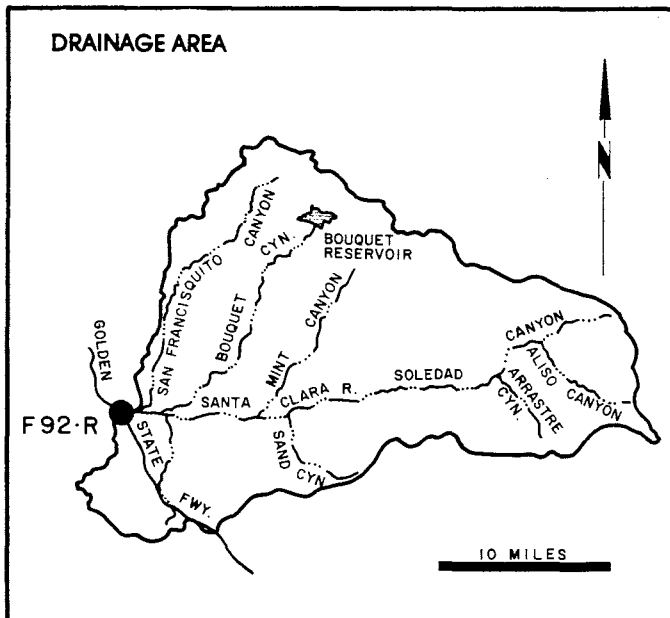 DRAINAGE AREA
N
SAN FRANCISQUITO CANYON
BOUQUET CYN.
BOUQUET
RESERVOIR
MINT CANYON
GOLDEN STATE FWY.
F92-R
SANTA CLARA R.
SOLEDAD CANYON
ALISO CANYON
ARRASTRE
CYN.
SAND CYN
10 MILES